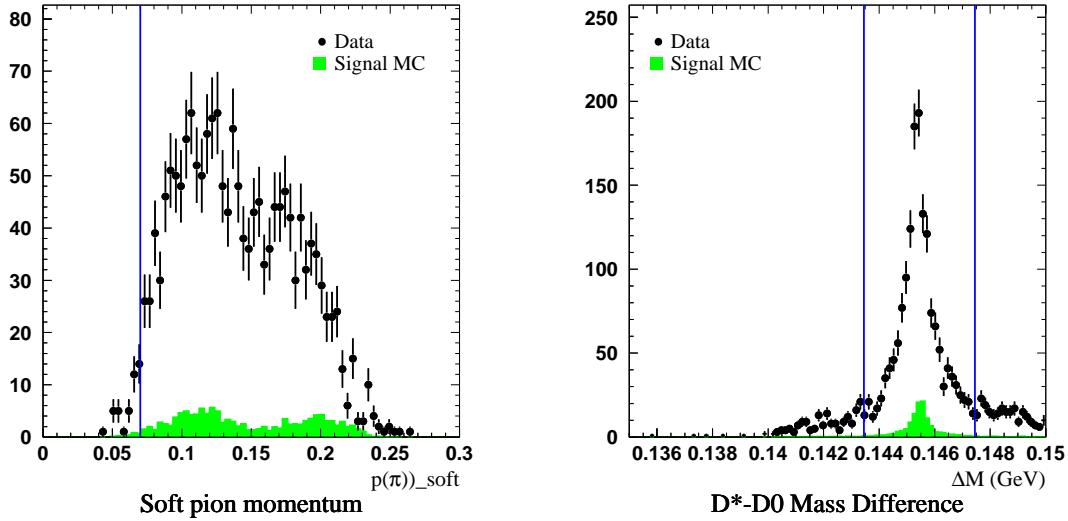 80
70
60
50
40
30
20
10
0
0 0.05 0.1 0.15 0.2 0.25 0.3
Data
Signal MC
p(π))_soft
Soft pion momentum
250
200
150
100
50
0
0.136 0.138 0.14 0.142 0.144 0.146 0.148 0.15
Data
Signal MC
ΔM (GeV)
D*-D0 Mass Difference